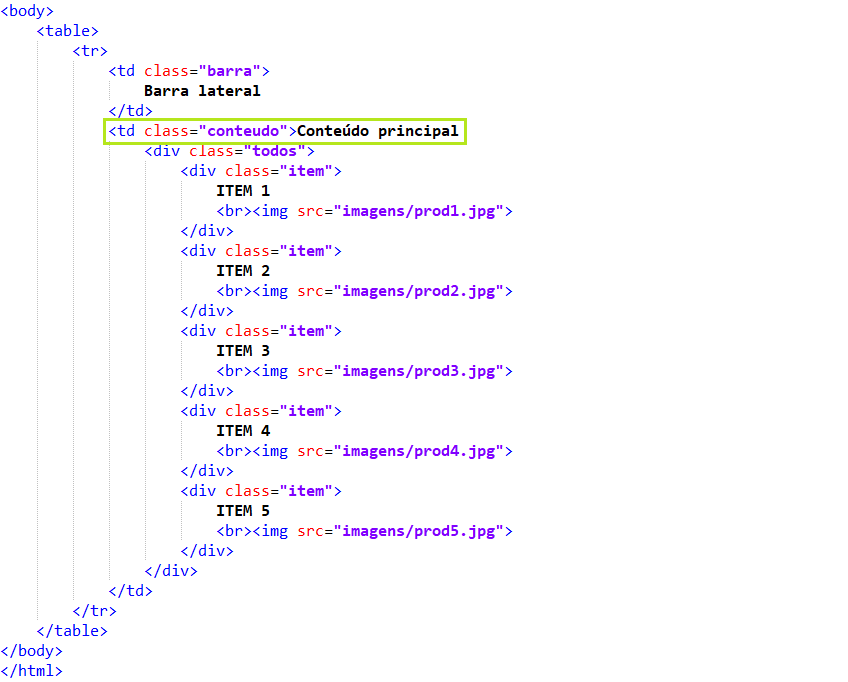 <body>
<table>
<tr>
<td class="barra">
Barra lateral
</td>
<td class="conteudo">Conteúdo principal
<div class="todos">
<div class="item">
ITEM 1
<br><img src="imagens/prod1.jpg">
</div>
<div class="item">
ITEM 2
<br><img src="imagens/prod2.jpg">
</div>
<div class="item">
ITEM 3
<br><img src="imagens/prod3.jpg">
</div>
<div class="item">
ITEM 4
<br><img src="imagens/prod4.jpg">
</div>
<div class="item">
ITEM 5
<br><img src="imagens/prod5.jpg">
</div>
</div>
</td>
</tr>
</table>
</body>
</html>